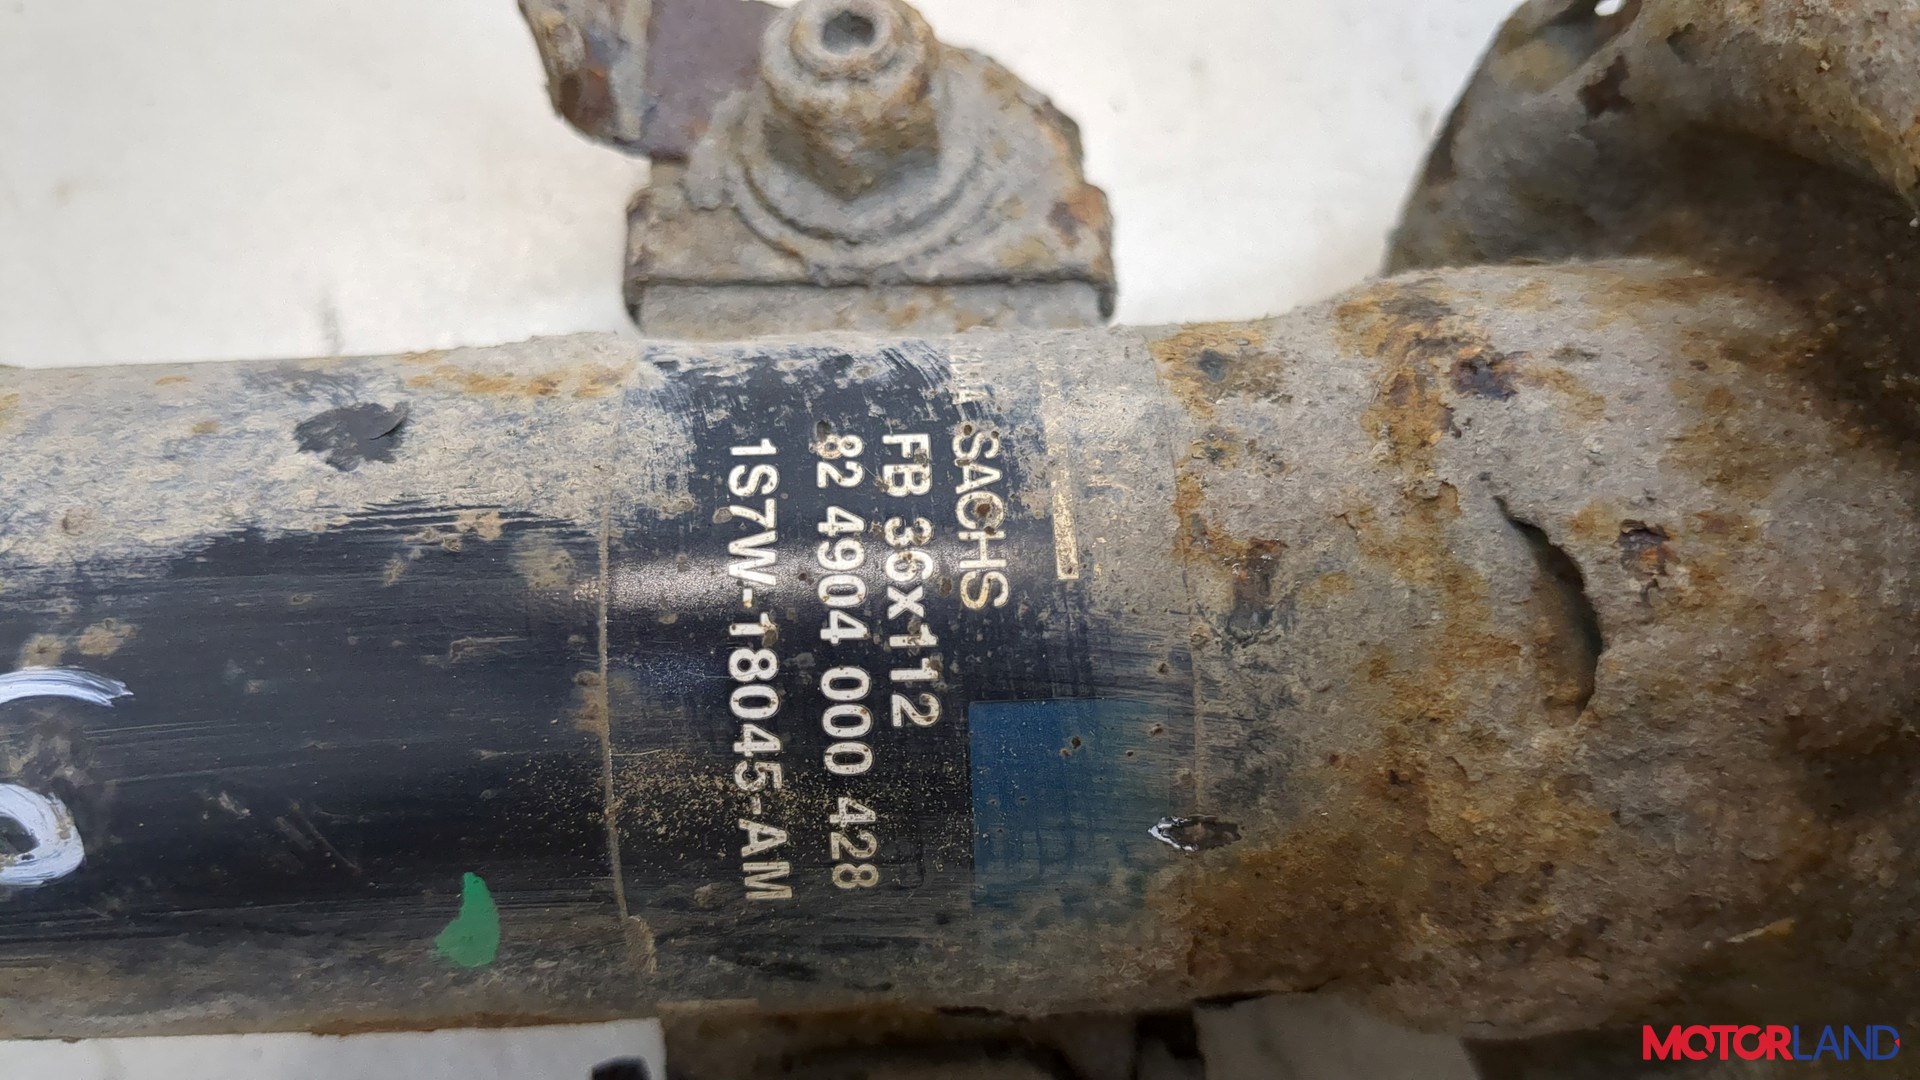 SACHS
FB 36x112
82 4904 000 428
1S7W-18045-AM
MOTORLAND